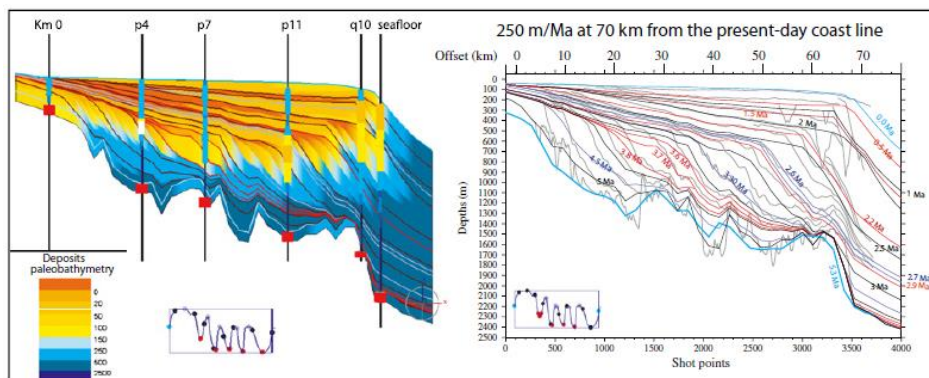 Km 0 p4 p7 p11 q10 seafloor
Deposits
paleobathymetry
0
20
50
100
150
250
500
2500
250 m/Ma at 70 km from the present-day coast line
Offset (km)
0 10 20 30 40 50 60 70
Depths (m)
0
100
200
300
400
500
600
700
800
900
1000
1100
1200
1300
1400
1500
1600
1700
1800
1900
2000
2100
2200
2300
2400
2500
0.0 Ma
1.5 Ma
2 Ma
0.5 Ma
1 Ma
4.5 Ma
3.8 Ma
3.7 Ma
3.6 Ma
3.30 Ma
2.6 Ma
5 Ma
2.2 Ma
2.5 Ma
2.7 Ma
2.9 Ma
3 Ma
5.3 Ma
0 500 1000 1500 2000 2500 3000 3500 4000
Shot points